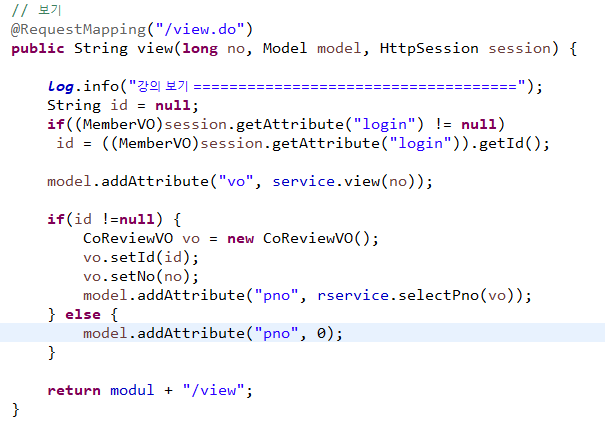 // 보기
@RequestMapping("/view.do")
public String view(long no, Model model, HttpSession session) {
log.info("강의 보기 ====================================");
String id = null;
if((MemberVO)session.getAttribute("login") != null)
id = ((MemberVO)session.getAttribute("login")).getId();
model.addAttribute("vo", service.view(no));
if(id !=null) {
CoReviewVO vo = new CoReviewVO();
vo.setId(id);
vo.setNo(no);
model.addAttribute("pno", rservice.selectPno(vo));
} else {
model.addAttribute("pno", 0);
}
return modul + "/view";
}